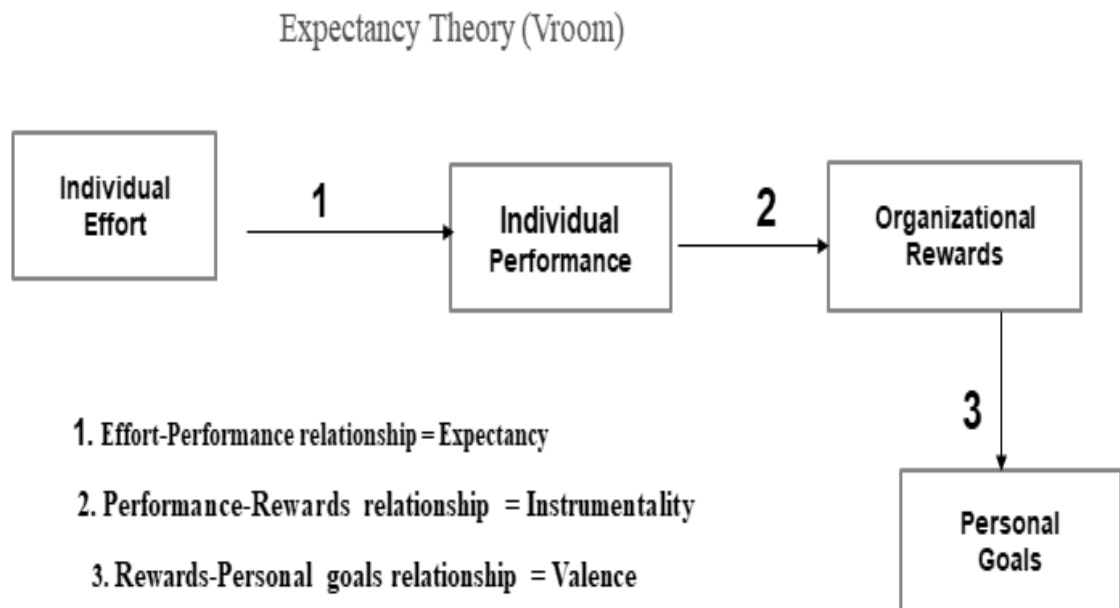 Expectancy Theory (Vroom)
Individual
Effort
1
Individual
Performance
2
Organizational
Rewards
3
Personal
Goals
1. Effort-Performance relationship = Expectancy
2. Performance-Rewards relationship = Instrumentality
3. Rewards-Personal goals relationship = Valence